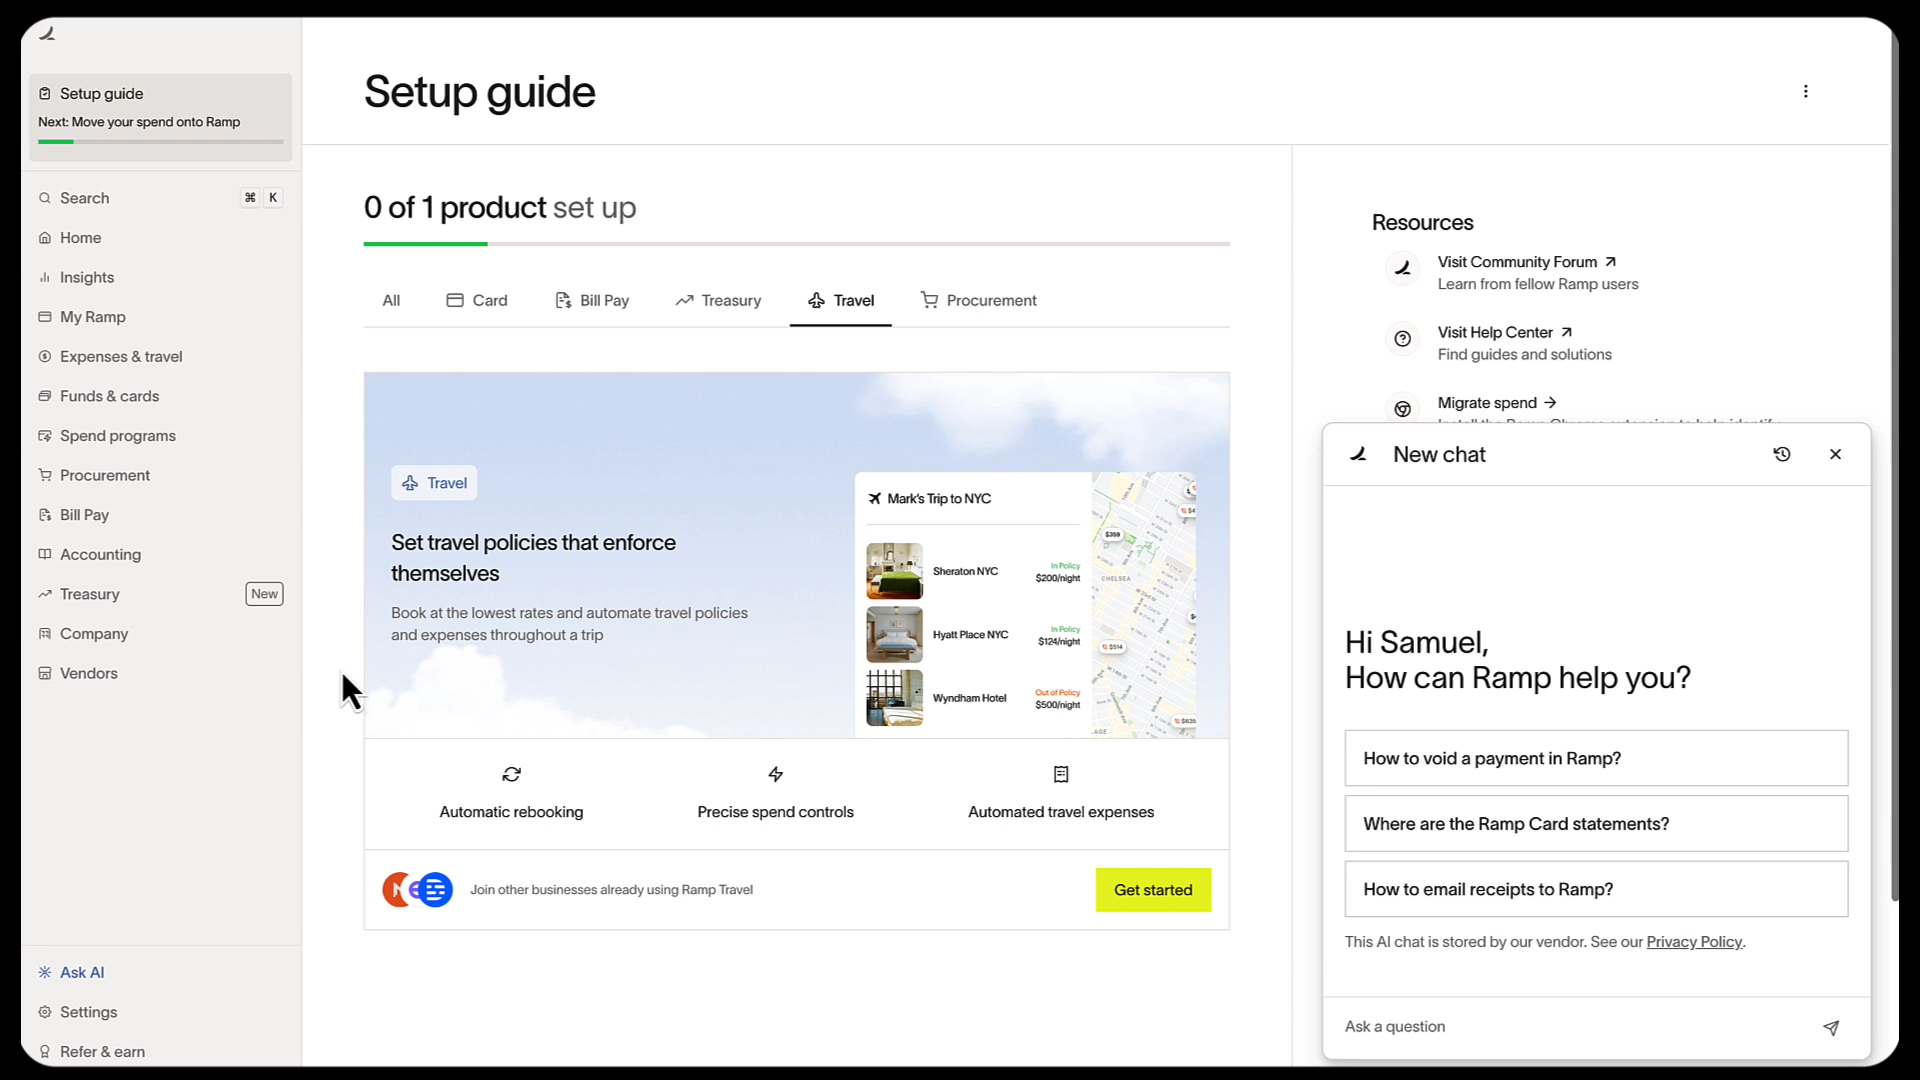 Setup guide
Next: Move your spend onto Ramp
Search
⌘ K
Home
Insights
My Ramp
Expenses & travel
Funds & cards
Spend programs
Procurement
Bill Pay
Accounting
Treasury
New
Company
Vendors
Ask AI
Settings
Refer & earn
Setup guide
0 of 1 product set up
All
Card
Bill Pay
Treasury
Travel
Procurement
Travel
Set travel policies that enforce
themselves
Book at the lowest rates and automate travel policies
and expenses throughout a trip
Mark's Trip to NYC
Sheraton NYC
In Policy
$200/night
Hyatt Place NYC
In Policy
$124/night
Wyndham Hotel
Out of Policy
$500/night
$359
CHELSEA
$514
$635
Automatic rebooking
Precise spend controls
Automated travel expenses
Join other businesses already using Ramp Travel
Get started
Resources
Visit Community Forum
Learn from fellow Ramp users
Visit Help Center
Find guides and solutions
Migrate spend
New chat
Hi Samuel,
How can Ramp help you?
How to void a payment in Ramp?
Where are the Ramp Card statements?
How to email receipts to Ramp?
This AI chat is stored by our vendor. See our Privacy Policy.
Ask a question